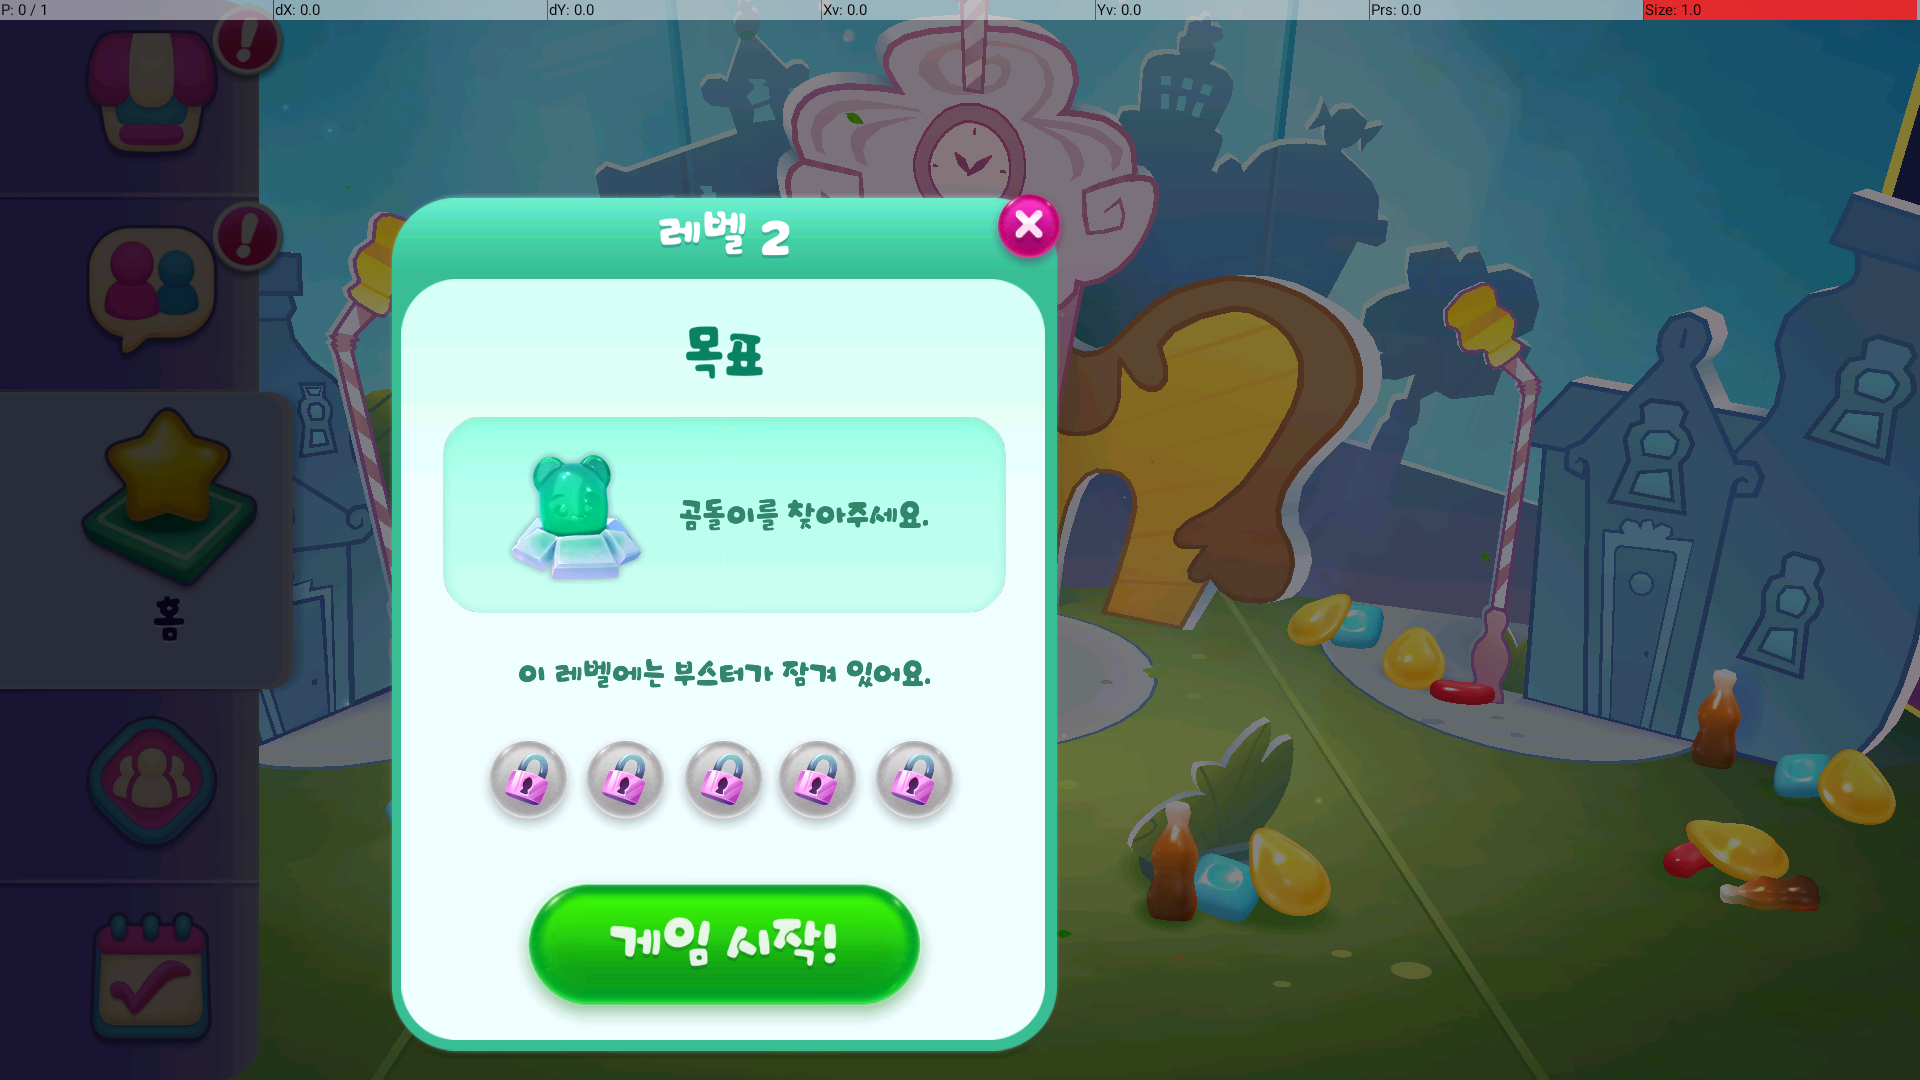 P: 0 / 1 dX: 0.0 dY: 0.0 Xv: 0.0 Yv: 0.0 Prs: 0.0 Size: 1.0
레벨 2
목표
곰돌이를 찾아주세요.
홈
이 레벨에는 부스터가 잠겨 있어요.
게임 시작!